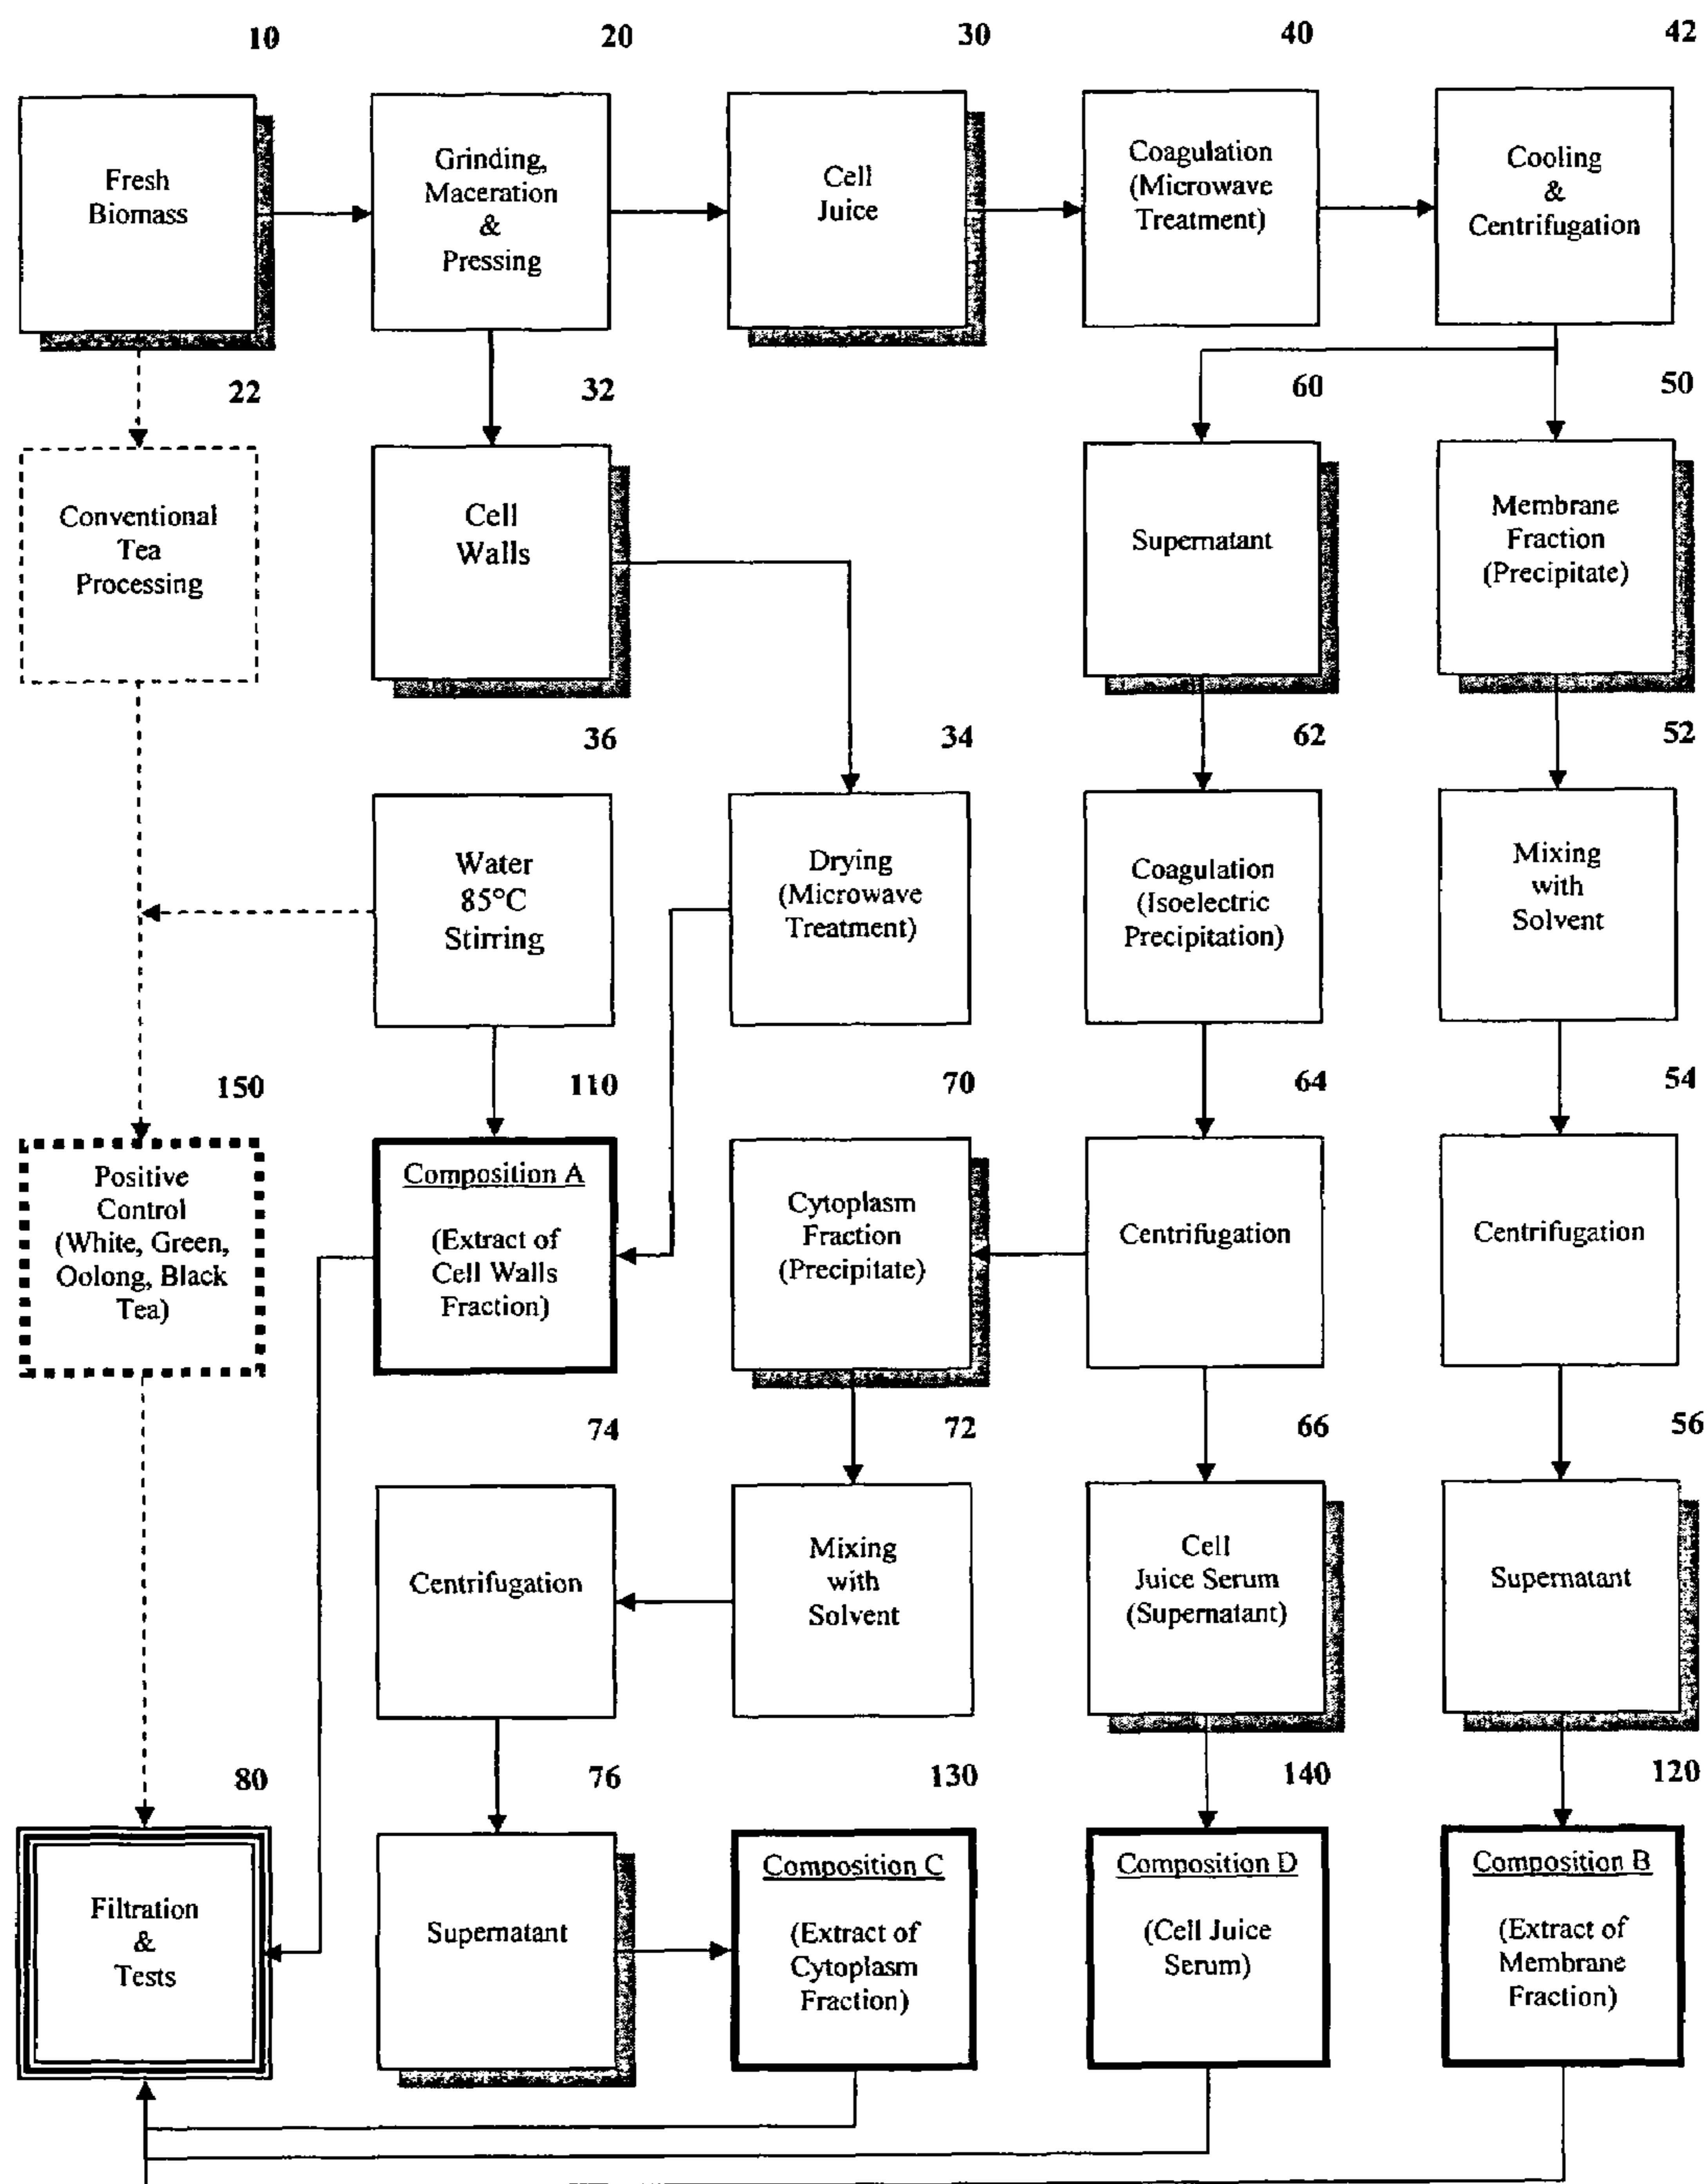 10
20
30
40
42
Fresh
Biomass
Grinding,
Maceration
&
Pressing
Cell
Juice
Coagulation
(Microwave
Treatment)
Cooling
&
Centrifugation
22
32
60
50
Conventional
Tea
Processing
Cell
Walls
Supernatant
Membrane
Fraction
(Precipitate)
36
34
62
52
Water
85°C
Stirring
Drying
(Microwave
Treatment)
Coagulation
(Isoelectric
Precipitation)
Mixing
with
Solvent
150
110
70
64
54
Positive
Control
(White, Green,
Oolong, Black
Tea)
Composition A
(Extract of
Cell Walls
Fraction)
Cytoplasm
Fraction
(Precipitate)
Centrifugation
Centrifugation
74
72
66
56
Centrifugation
Mixing
with
Solvent
Cell
Juice Serum
(Supernatant)
Supernatant
80
76
130
140
120
Filtration
&
Tests
Supernatant
Composition C
(Extract of
Cytoplasm
Fraction)
Composition D
(Cell Juice
Serum)
Composition B
(Extract of
Membrane
Fraction)